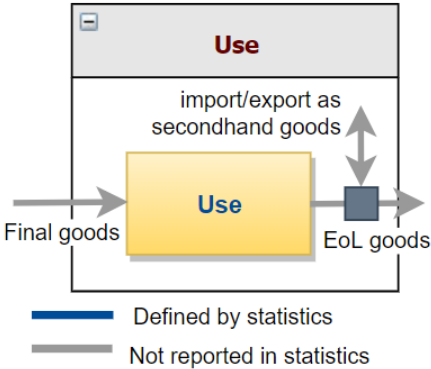 Use
import/export as
secondhand goods
Use
Final goods
EoL goods
Defined by statistics
Not reported in statistics